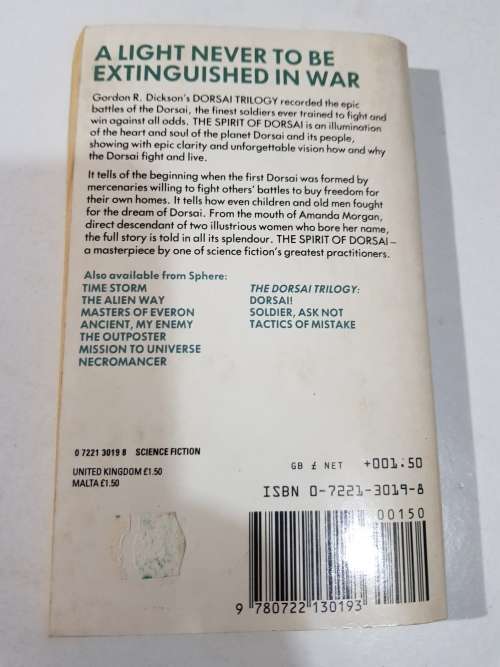 A LIGHT NEVER TO BE
EXTINGUISHED IN WAR
Gordon R. Dickson's DORSAI TRILOGY recorded the epic
battles of the Dorsai, the finest soldiers ever trained to fight and
win against all odds. THE SPIRIT OF DORSAI is an illumination
of the heart and soul of the planet Dorsai and its people,
showing with epic clarity and unforgettable vision how and why
the Dorsai fight and live.
It tells of the beginning when the first Dorsai was formed by
mercenaries willing to fight others' battles to buy freedom for
their own homes. It tells how even children and old men fought
for the dream of Dorsai. From the mouth of Amanda Morgan,
direct descendant of two illustrious women who bore her name,
the full story is told in all its splendour. THE SPIRIT OF DORSAI –
a masterpiece by one of science fiction's greatest practitioners.
Also available from Sphere:
TIME STORM
THE ALIEN WAY
MASTERS OF EVERON
ANCIENT, MY ENEMY
THE OUTPOSTER
MISSION TO UNIVERSE
NECROMANCER
THE DORSAI TRILOGY:
DORSAI!
SOLDIER, ASK NOT
TACTICS OF MISTAKE
0 7221 3019 8 SCIENCE FICTION
UNITED KINGDOM £1.50
MALTA £1.50
GB £ NET +001.50
ISBN 0-7221-3019-8
00150
9 780722 130193